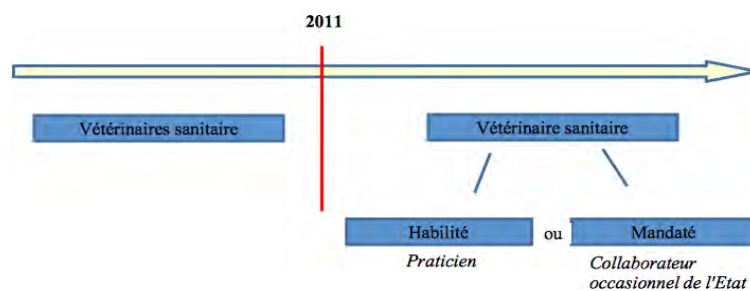 2011
Vétérinaires sanitaire
Vétérinaire sanitaire
Habilité
ou
Mandaté
Praticien
Collaborateur
occasionnel de l'Etat